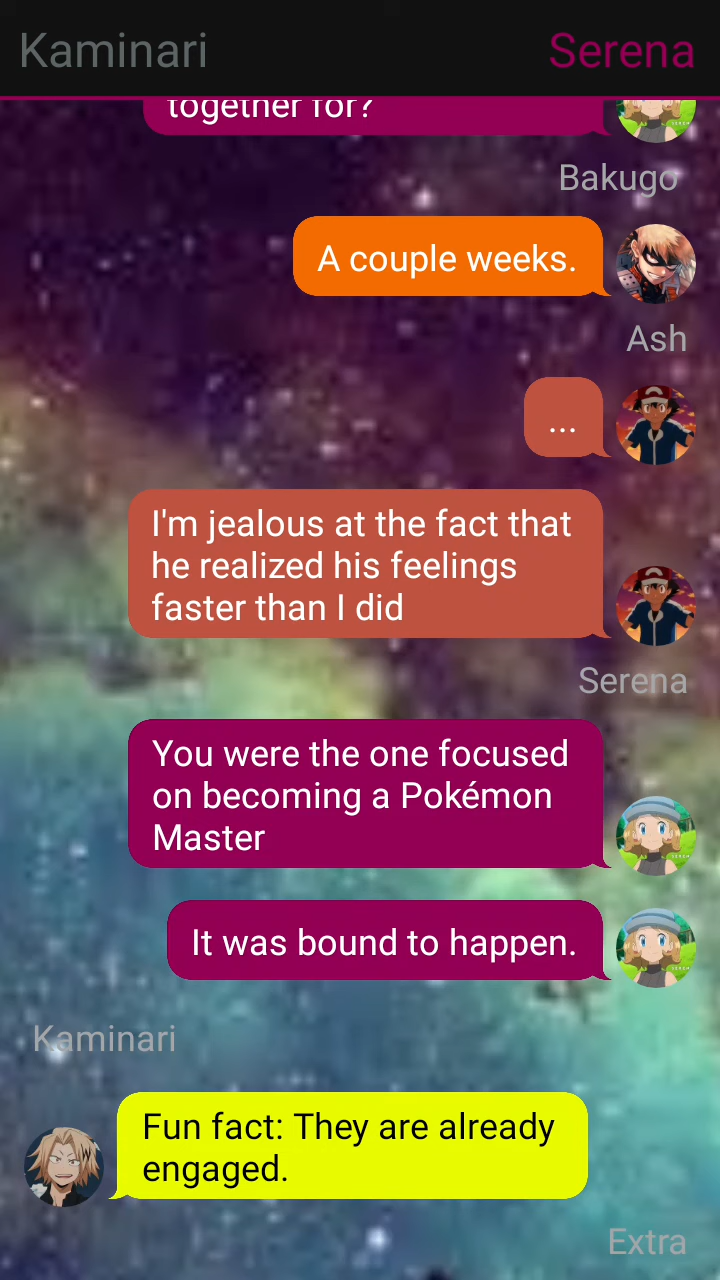 Kaminari
Serena
together for?
Bakugo
A couple weeks.
Ash
...
I'm jealous at the fact that
he realized his feelings
faster than I did
Serena
You were the one focused
on becoming a Pokémon
Master
It was bound to happen.
Kaminari
Fun fact: They are already
engaged.
Extra